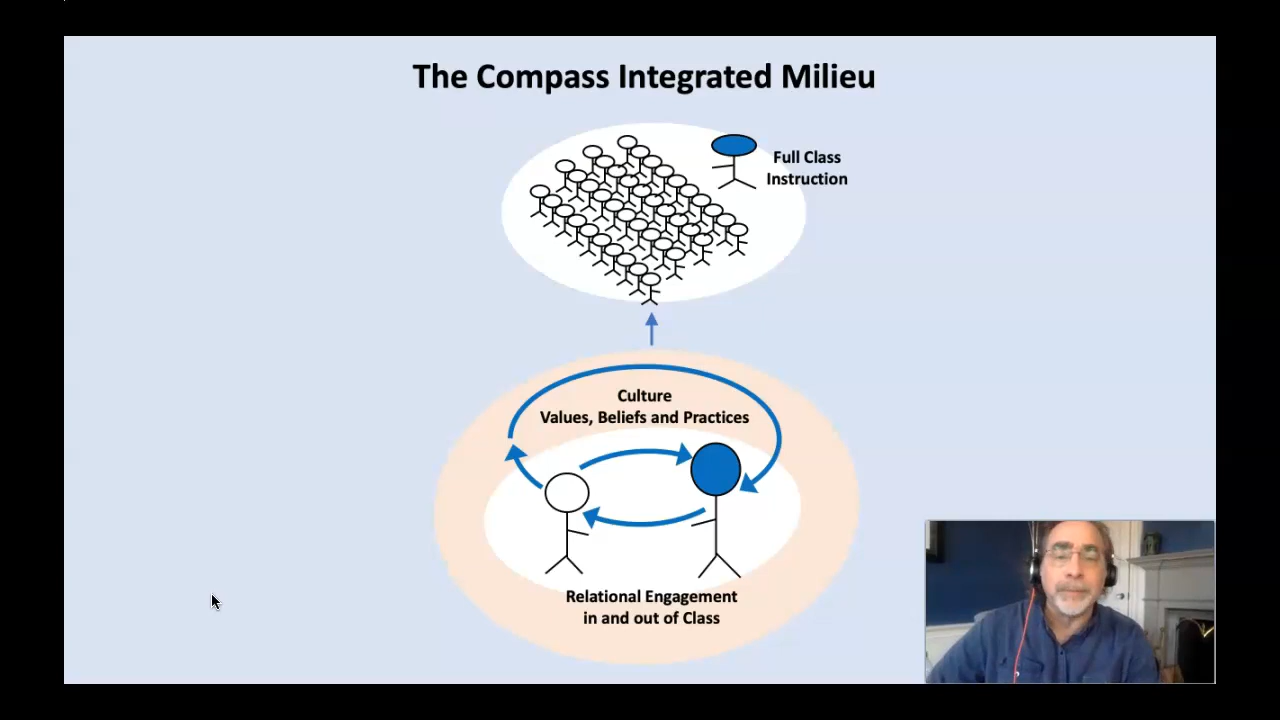 The Compass Integrated Milieu
Full Class
Instruction
Culture
Values, Beliefs and Practices
Relational Engagement
in and out of Class